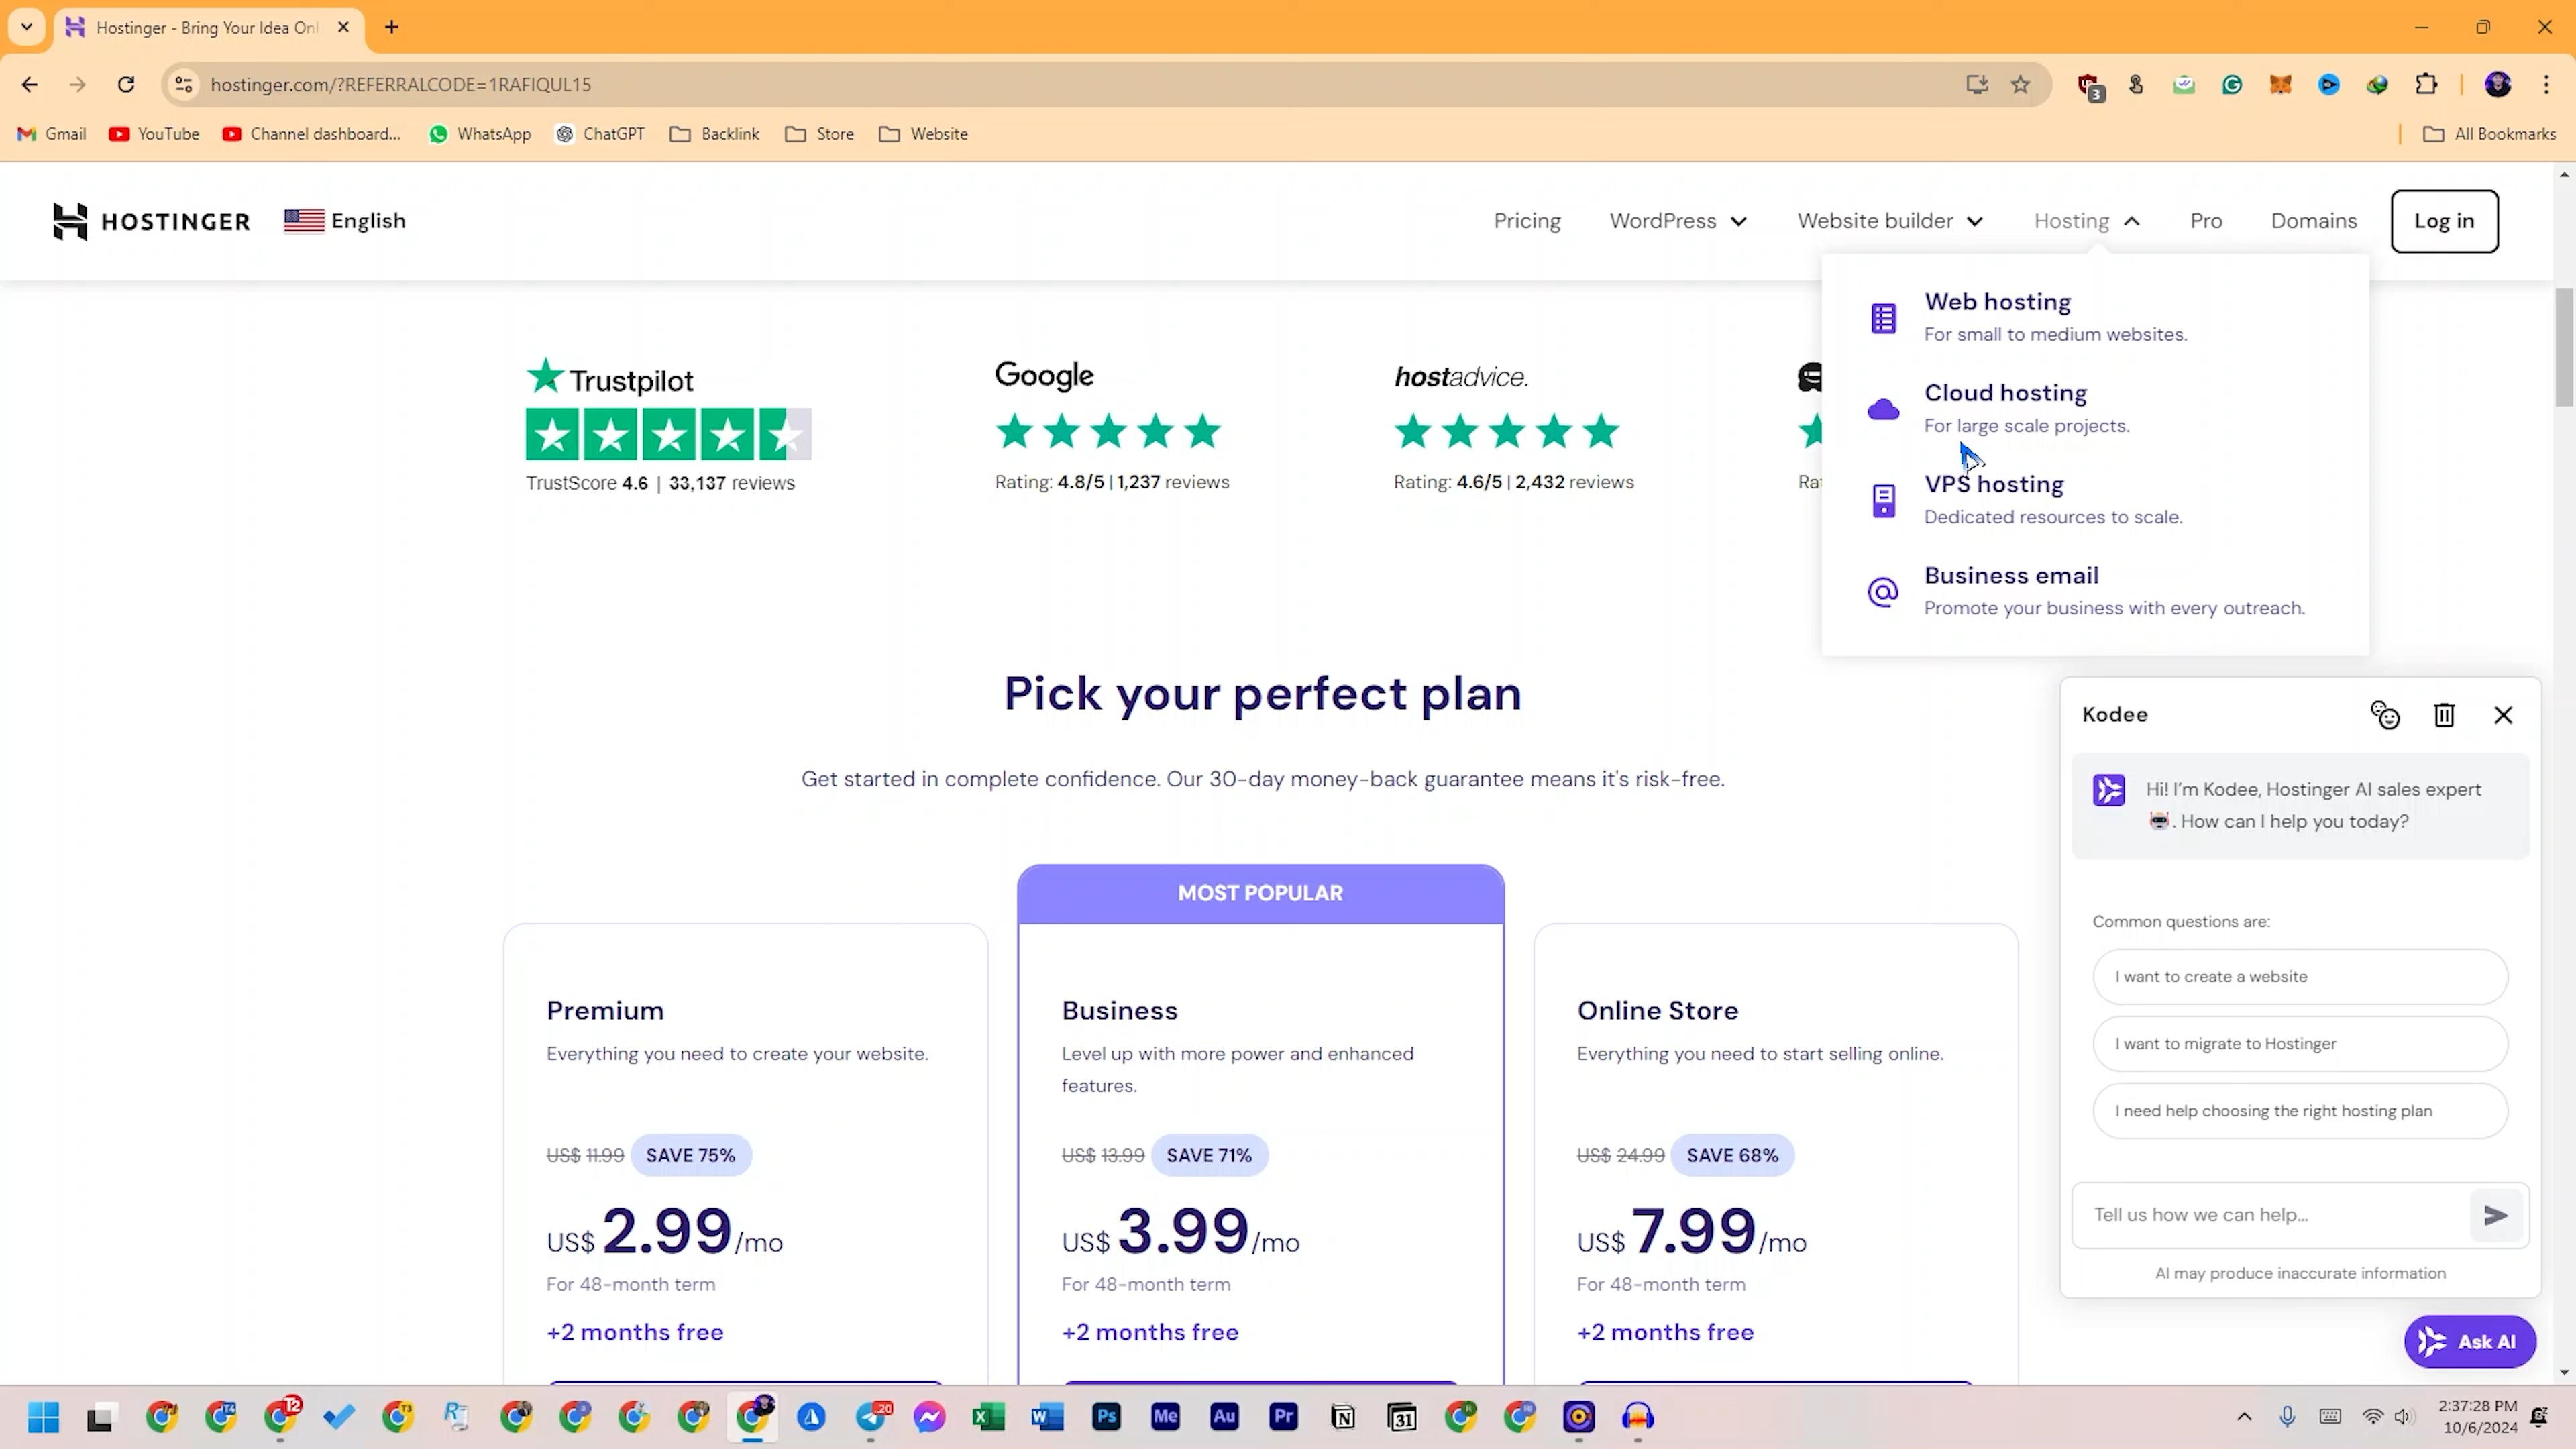 Hostinger - Bring Your Idea Onl
hostinger.com/?REFERRALCODE=1RAFIQUL15
3
Gmail
YouTube
Channel dashboard...
WhatsApp
ChatGPT
Backlink
Store
Website
All Bookmarks
HOSTINGER
English
Pricing
WordPress
Website builder
Hosting
Pro
Domains
Log in
Web hosting
For small to medium websites.
Cloud hosting
For large scale projects.
VPS hosting
Dedicated resources to scale.
Business email
Promote your business with every outreach.
Trustpilot
TrustScore 4.6 | 33,137 reviews
Google
Rating: 4.8/5 | 1,237 reviews
hostadvice.
Rating: 4.6/5 | 2,432 reviews
Ra
Pick your perfect plan
Get started in complete confidence. Our 30-day money-back guarantee means it's risk-free.
Premium
Everything you need to create your website.
US$ 11.99 SAVE 75%
US$ 2.99 /mo
For 48-month term
+2 months free
MOST POPULAR
Business
Level up with more power and enhanced
features.
US$ 13.99 SAVE 71%
US$ 3.99 /mo
For 48-month term
+2 months free
Online Store
Everything you need to start selling online.
US$ 24.99 SAVE 68%
US$ 7.99 /mo
For 48-month term
+2 months free
Kodee
Hi! I'm Kodee, Hostinger AI sales expert
. How can I help you today?
Common questions are:
I want to create a website
I want to migrate to Hostinger
I need help choosing the right hosting plan
Tell us how we can help...
AI may produce inaccurate information
Ask AI
T4
T2
T3
20
Ps
Me
Au
Pr
31
2:37:28 PM
10/6/2024